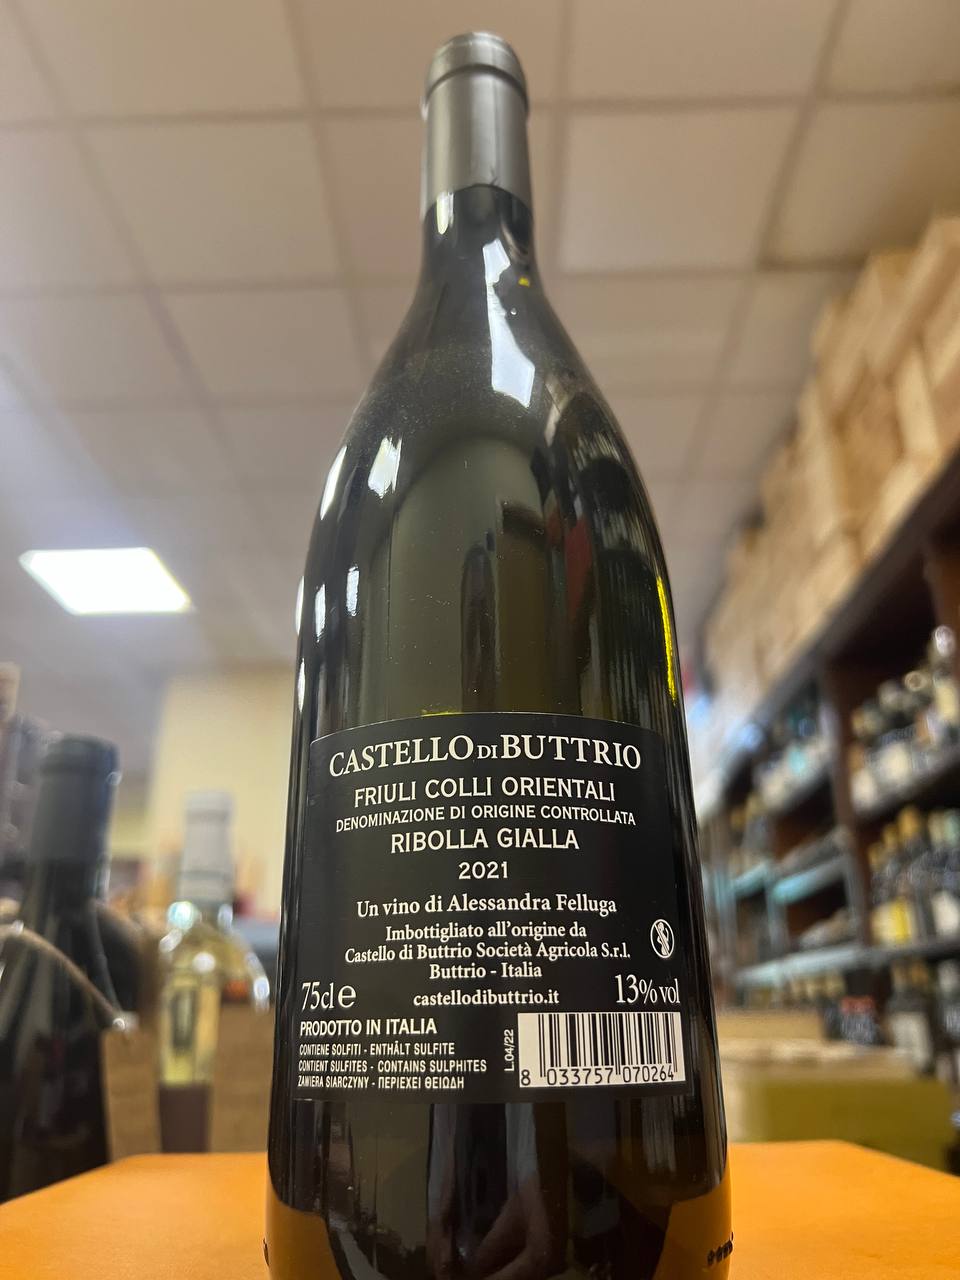 CASTELLO DI BUTTRIO
FRIULI COLLI ORIENTALI
DENOMINAZIONE DI ORIGINE CONTROLLATA
RIBOLLA GIALLA
2021
Un vino di Alessandra Felluga
Imbottigliato all'origine da
Castello di Buttrio Società Agricola S.r.l.
Buttrio - Italia
75cl e
castellodibuttrio.it
13% vol
PRODOTTO IN ITALIA
CONTIENE SOLFITI - ENTHÄLT SULFITE
CONTIENT SULFITES - CONTAINS SULPHITES
ZAWIERA SIARCZYNY - ΠΕΡΙΕΧΕΙ ΘΕΙΩΔΗ
L.04/22
8 033757 070264